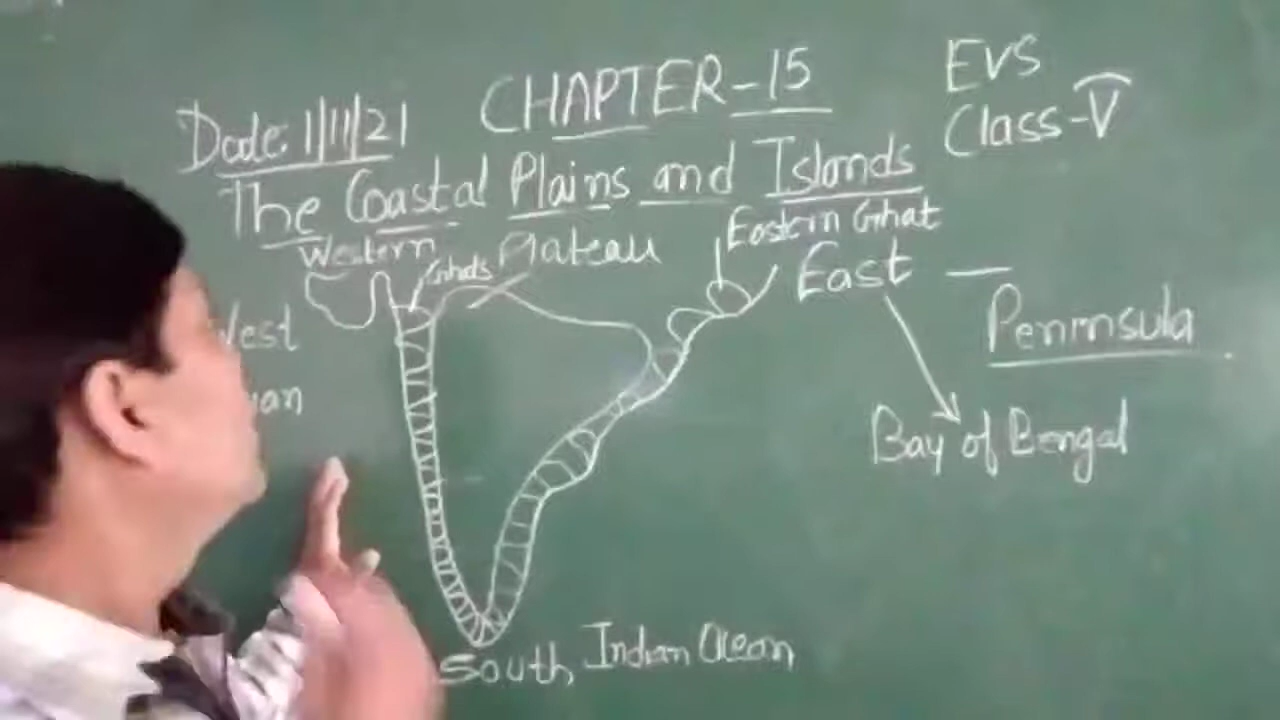 CHAPTER-15
EVS
Class-V
Date: 1/11/21
The Coastal Plains and Islands
Western
Ghats
Plateau
Eastern Ghat
East —
Peninsula
West
Bay of Bengal
South
Indian Ocean